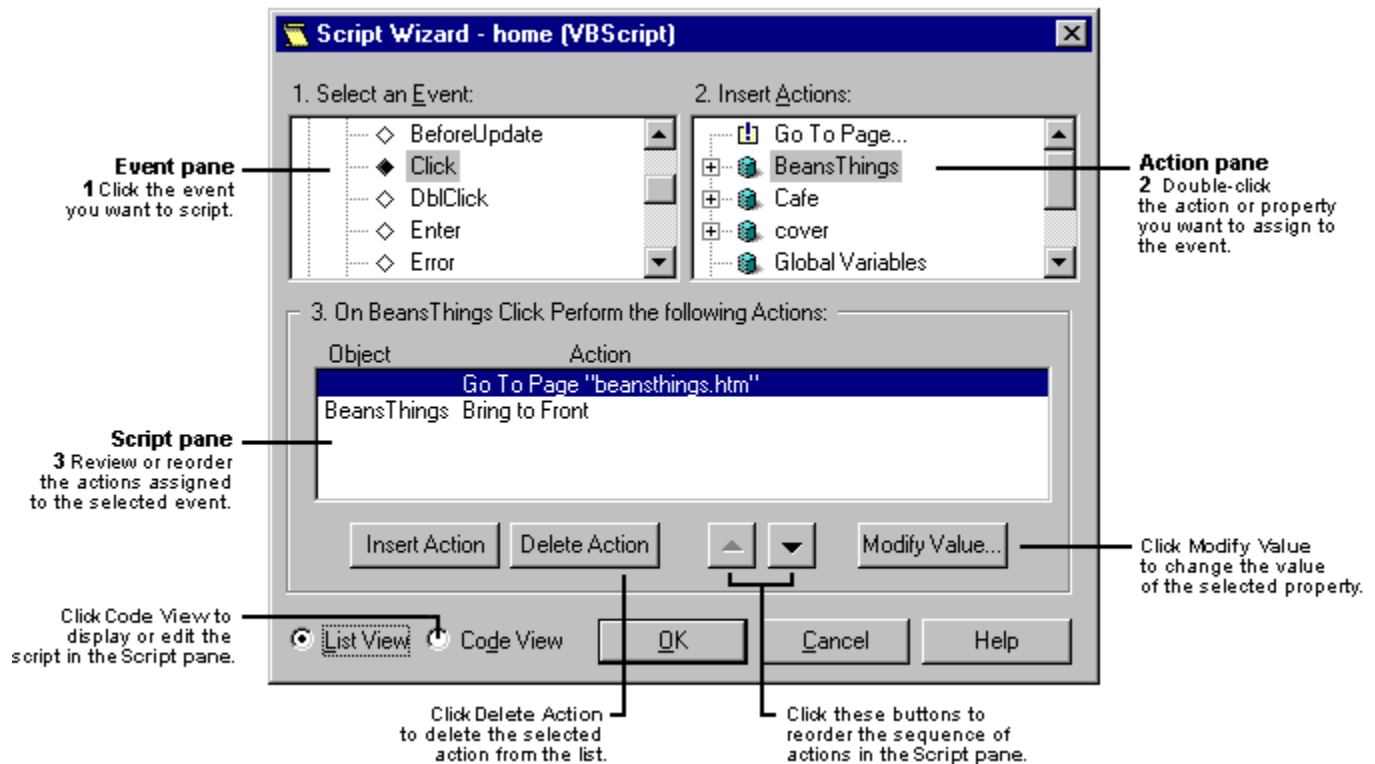 Script Wizard - home (VBScript)
1. Select an Event:
BeforeUpdate
Click
DblClick
Enter
Error
2. Insert Actions:
Go To Page...
BeansThings
Cafe
cover
Global Variables
Event pane
1 Click the event
you want to script.
Action pane
2 Double-click
the action or property
you want to assign to
the event.
3. On BeansThings Click Perform the following Actions:
Object Action
Go To Page "beansthings.htm"
BeansThings Bring to Front
Script pane
3 Review or reorder
the actions assigned
to the selected event.
Insert Action Delete Action Modify Value...
Click Modify Value
to change the value
of the selected property.
Click Code View to
display or edit the
script in the Script pane.
List View Code View OK Cancel Help
Click Delete Action
to delete the selected
action from the list.
Click these buttons to
reorder the sequence of
actions in the Script pane.